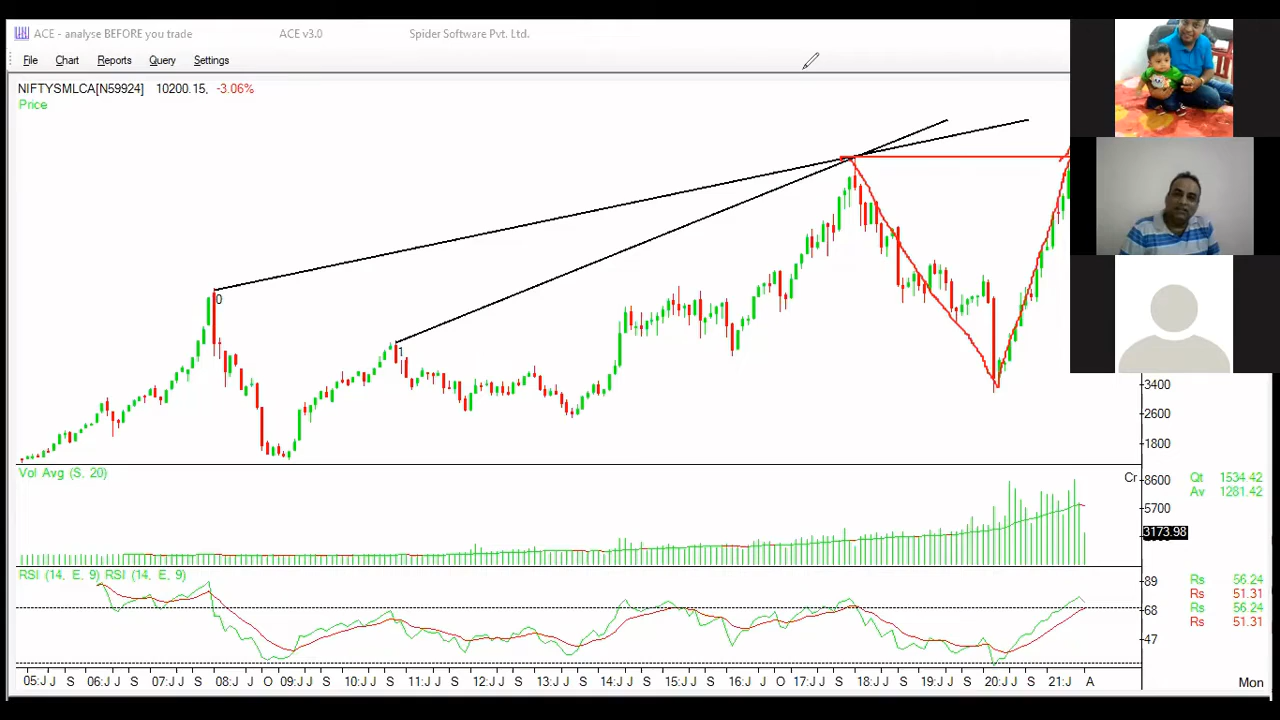 ACE - analyse BEFORE you trade ACE v3.0 Spider Software Pvt. Ltd.
File Chart Reports Query Settings
NIFTYSMLCA[N59924] 10200.15, -3.06%
Price
0
1
3400
2600
1800
Vol Avg (S, 20)
Cr 8600
Qt 1534.42
Av 1281.42
5700
3173.98
RSI (14, E, 9) RSI (14, E, 9)
89
68
47
Rs 56.24
Rs 51.31
Rs 56.24
Rs 51.31
05:J J S 06:J J S 07:J J S 08:J O 09:J J S 10:J J S 11:J J S 12:J J S 13:J J S 14:J J S 15:J J S 16:J J O 17:J J S 18:J J S 19:J J S 20:J J S 21:J A Mon